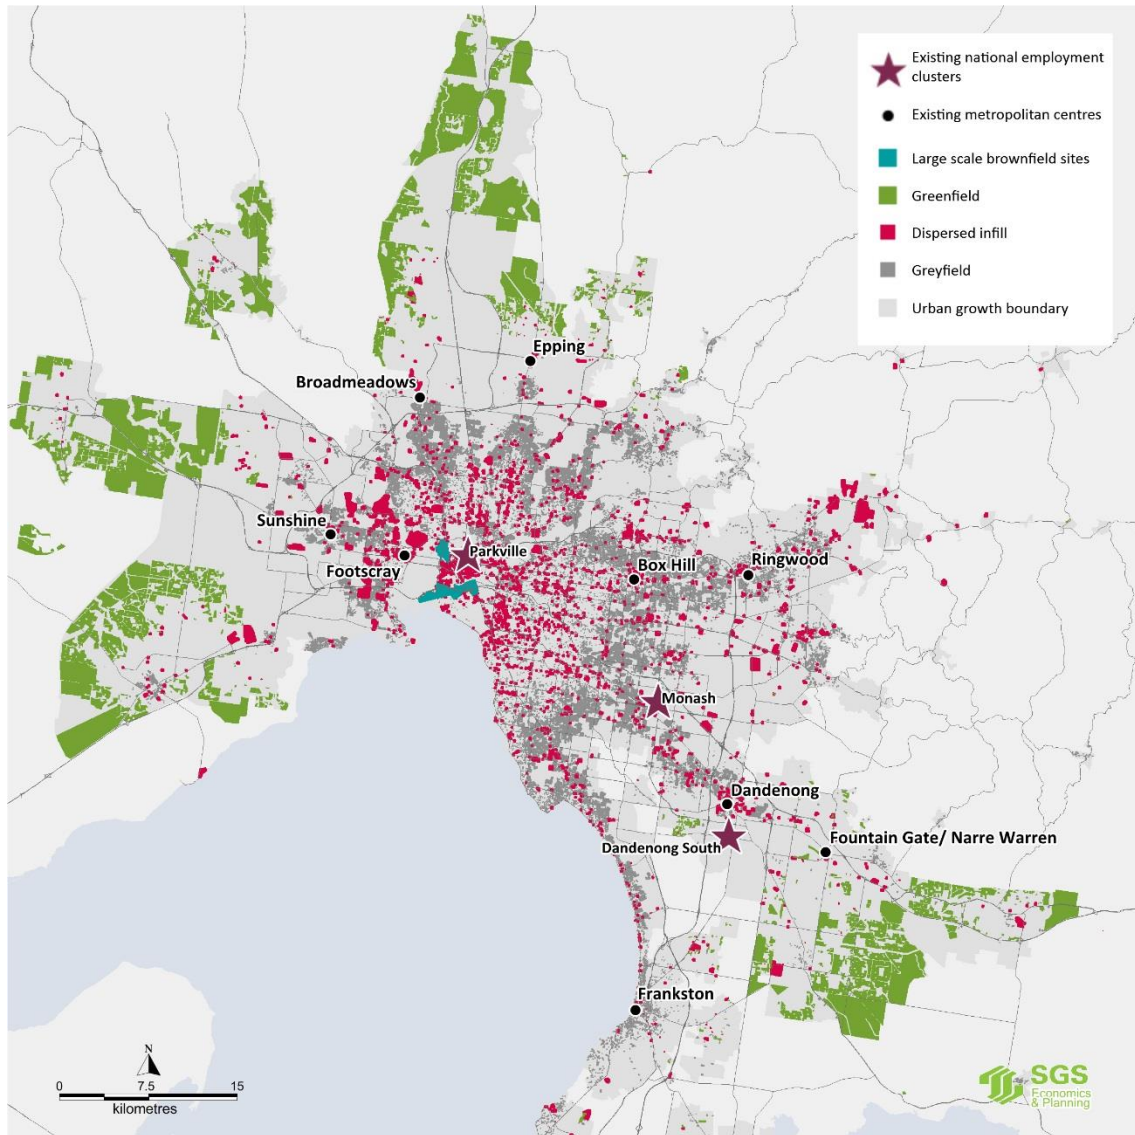 Existing national employment
clusters
Existing metropolitan centres
Large scale brownfield sites
Greenfield
Dispersed infill
Greyfield
Urban growth boundary
Epping
Broadmeadows
Sunshine
Footscray
Parkville
Box Hill
Ringwood
Monash
Dandenong
Dandenong South
Fountain Gate/ Narre Warren
Frankston
N
0 7.5 15
kilometres
SGS
Economics
& Planning